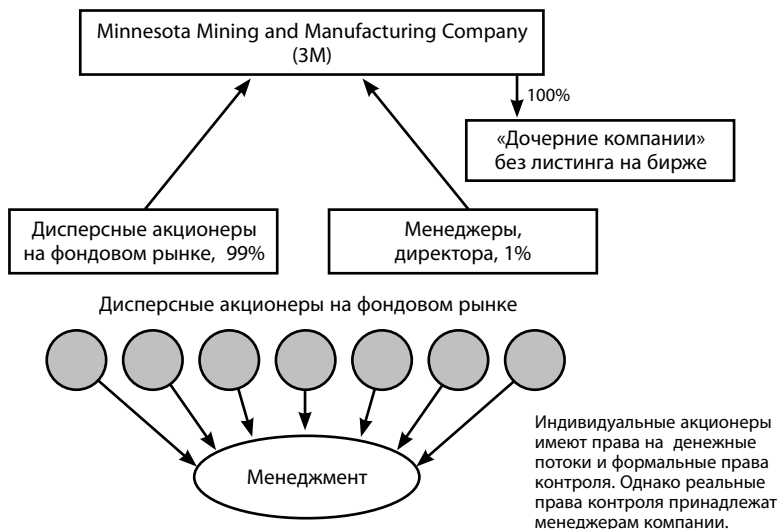 Minnesota Mining and Manufacturing Company
(3M)
100%
«Дочерние компании»
без листинга на бирже
Дисперсные акционеры
на фондовом рынке, 99%
Менеджеры,
директора, 1%
Дисперсные акционеры на фондовом рынке
Менеджмент
Индивидуальные акционеры
имеют права на денежные
потоки и формальные права
контроля. Однако реальные
права контроля принадлежат
менеджерам компании.